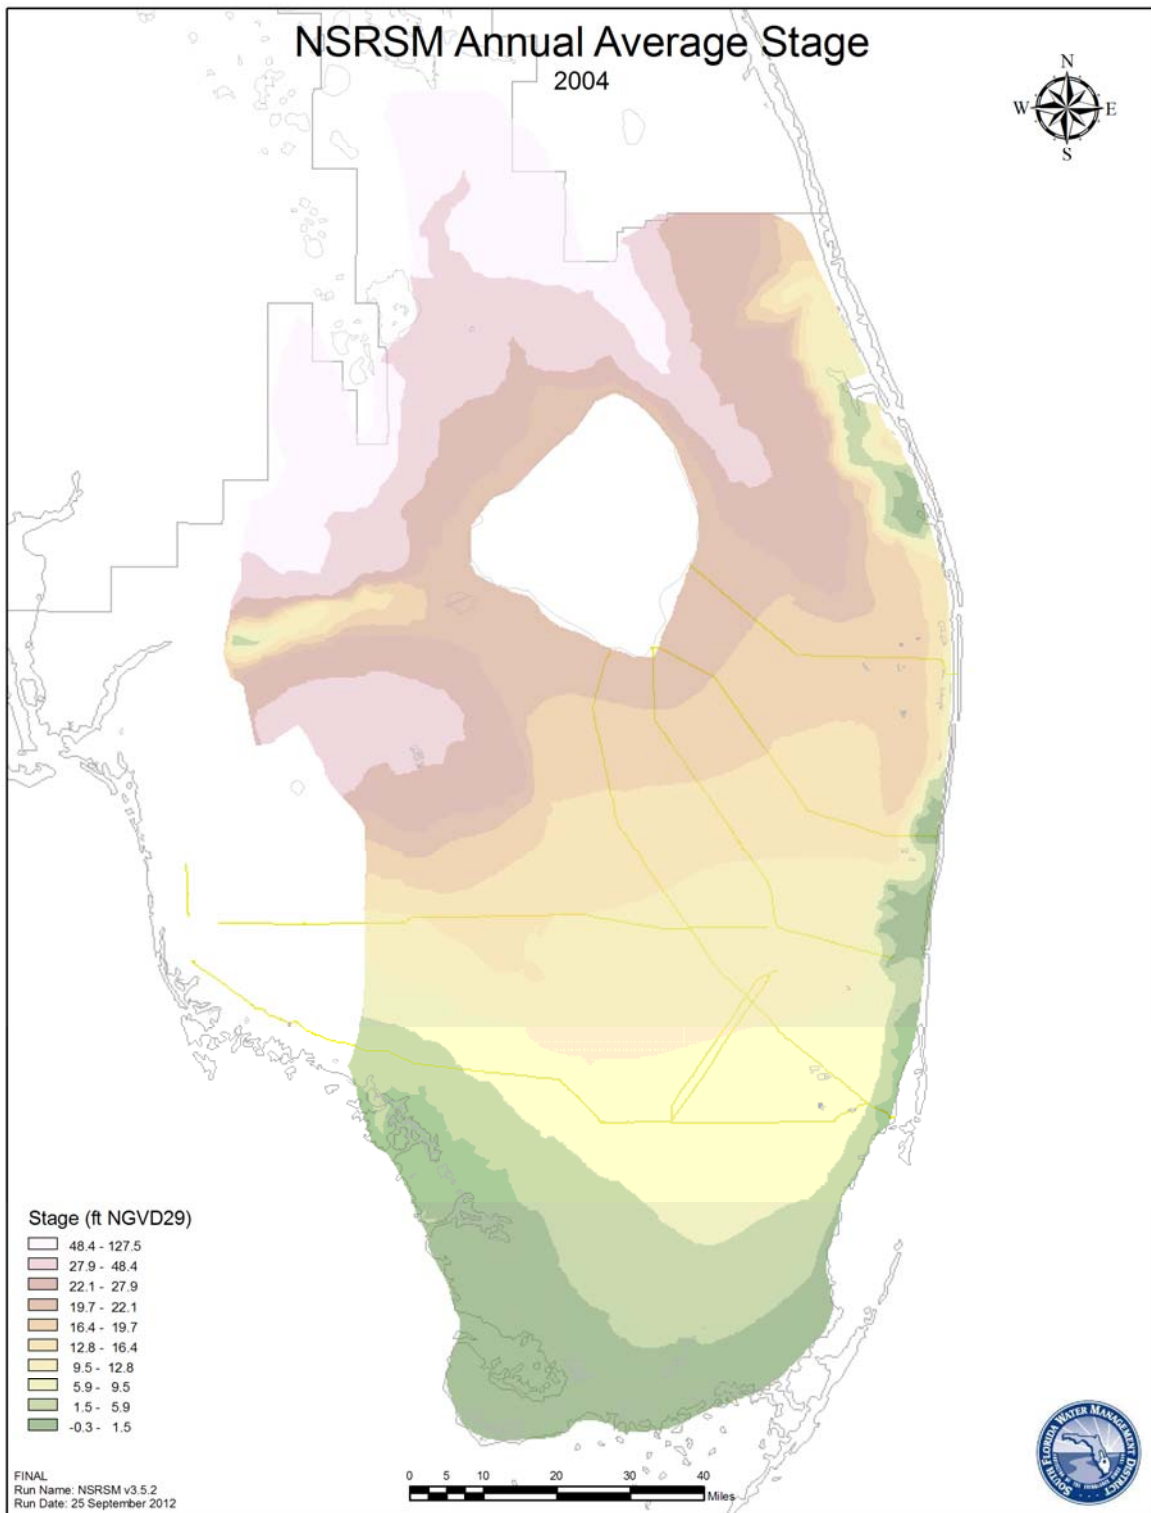 NSRSM Annual Average Stage
2004
N
W E
S
Stage (ft NGVD29)
48.4 - 127.5
27.9 - 48.4
22.1 - 27.9
19.7 - 22.1
16.4 - 19.7
12.8 - 16.4
9.5 - 12.8
5.9 - 9.5
1.5 - 5.9
-0.3 - 1.5
FINAL
Run Name: NSRSM v3.5.2
Run Date: 25 September 2012
0 5 10 20 30 40
Miles
SOUTH FLORIDA WATER MANAGEMENT DISTRICT